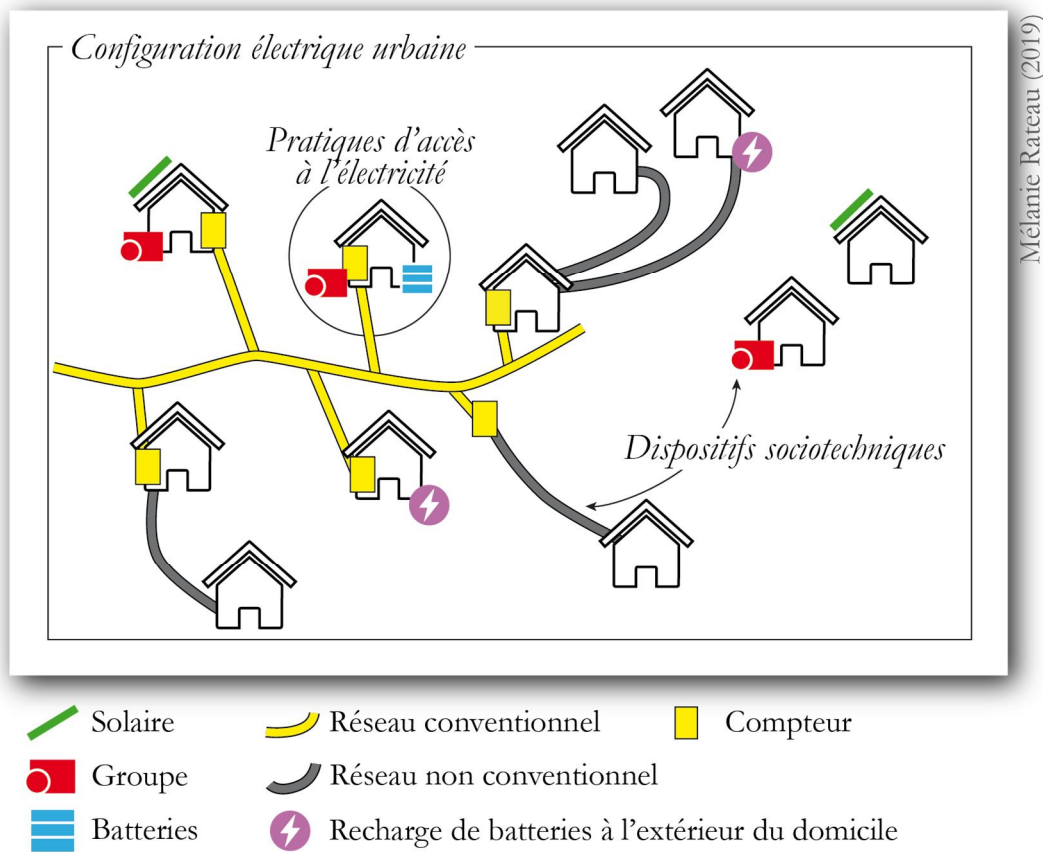 Configuration électrique urbaine
Pratiques d'accès
à l'électricité
Dispositifs sociotechniques
Mélanie Rateau (2019)
Solaire
Réseau conventionnel
Compteur
Groupe
Réseau non conventionnel
Batteries
Recharge de batteries à l'extérieur du domicile